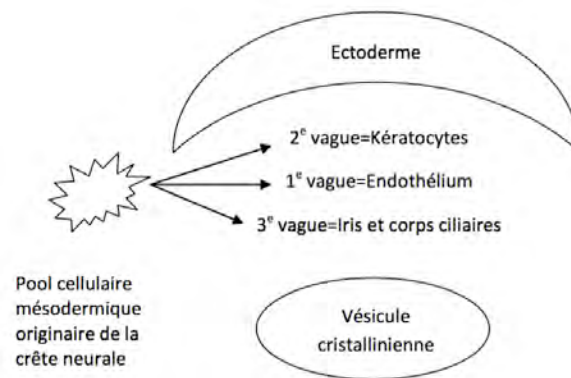 Ectoderme
2e vague=Kératocytes
1e vague=Endothélium
3e vague=Iris et corps ciliaires
Pool cellulaire
mésodermique
originaire de la
crête neurale
Vésicule
cristallinienne